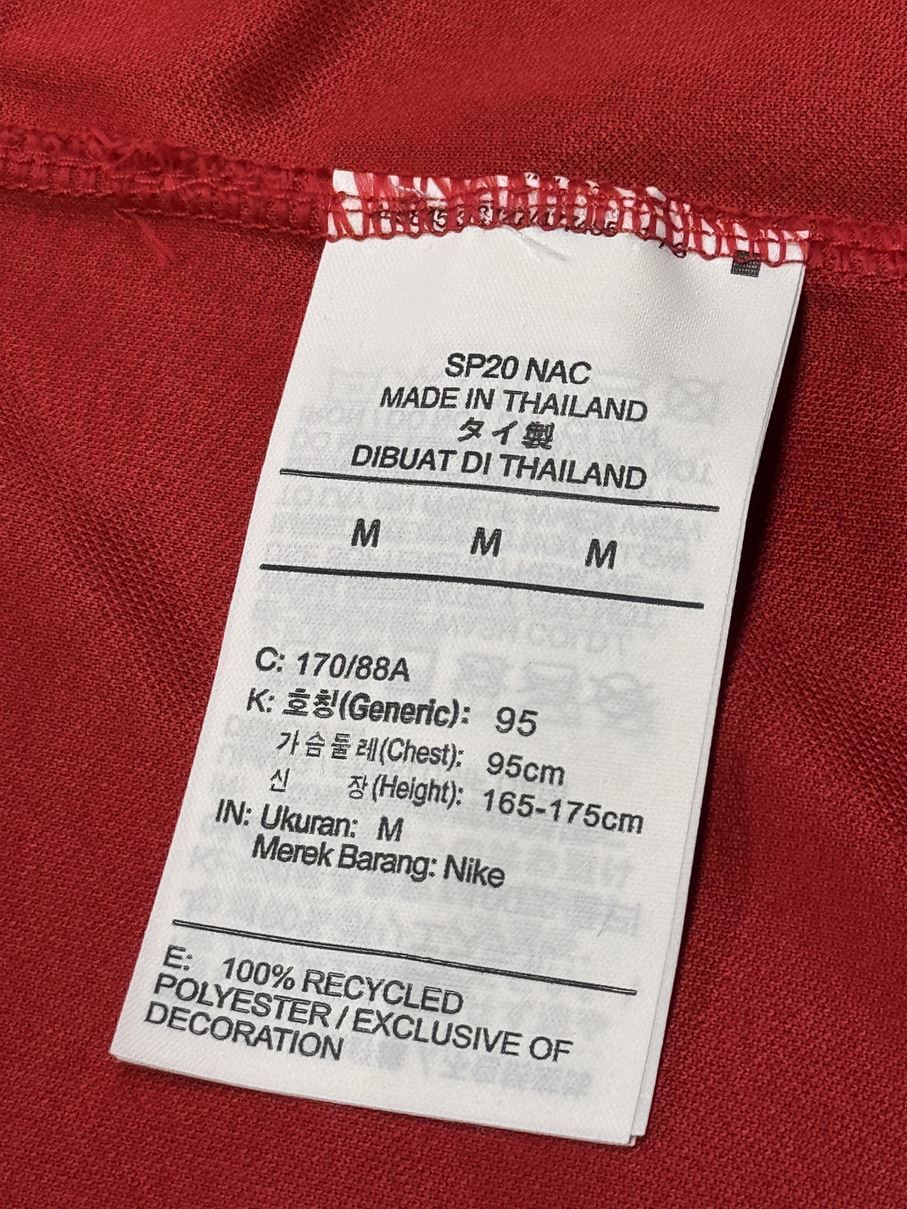 SP20 NAC
MADE IN THAILAND
タイ製
DIBUAT DI THAILAND
M M M
C: 170/88A
K: 호칭(Generic): 95
가슴둘레(Chest): 95cm
신 장(Height): 165-175cm
IN: Ukuran: M
Merek Barang: Nike
E: 100% RECYCLED
POLYESTER / EXCLUSIVE OF
DECORATION